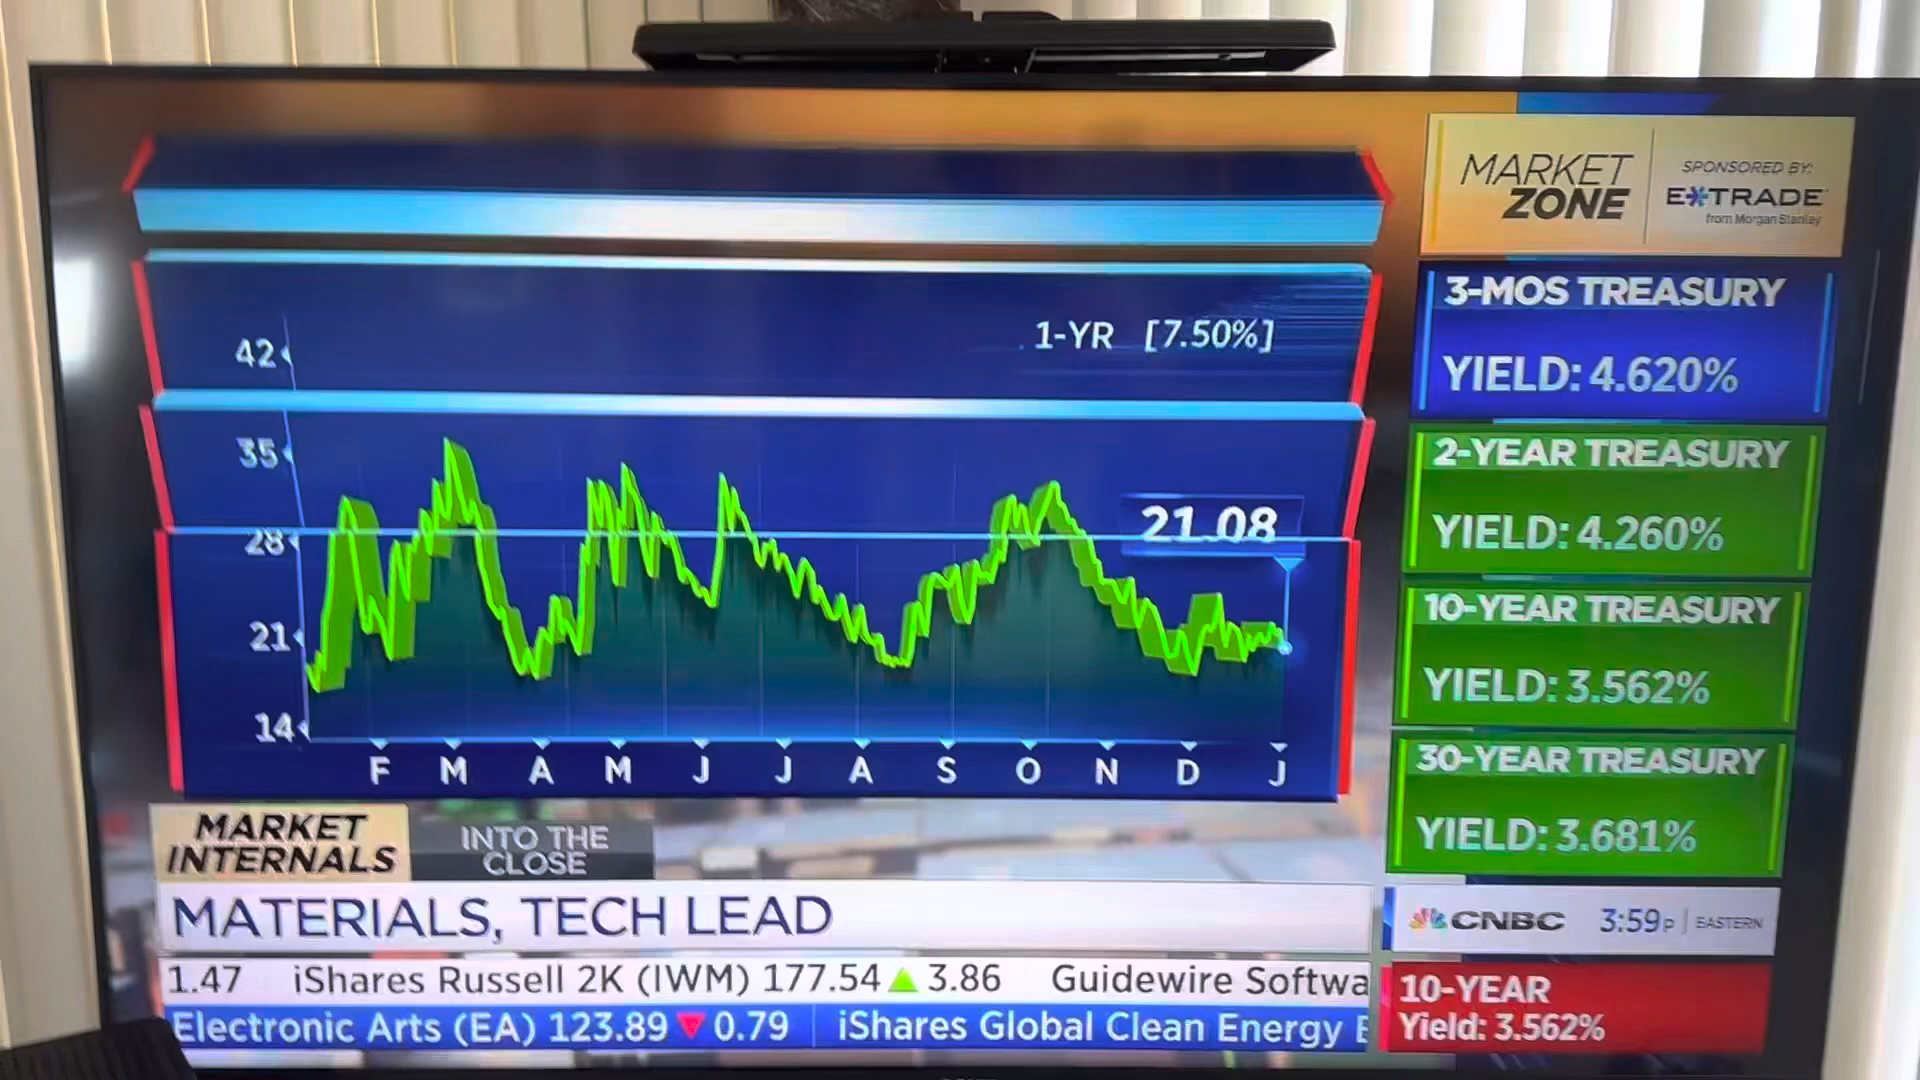 MARKET
ZONE
SPONSORED BY:
E*TRADE
from Morgan Stanley
1-YR [7.50%]
42
35
28
21
14
21.08
F M A M J J A S O N D J
3-MOS TREASURY
YIELD: 4.620%
2-YEAR TREASURY
YIELD: 4.260%
10-YEAR TREASURY
YIELD: 3.562%
30-YEAR TREASURY
YIELD: 3.681%
MARKET
INTERNALS
INTO THE
CLOSE
MATERIALS, TECH LEAD
CNBC 3:59P | EASTERN
1.47 iShares Russell 2K (IWM) 177.54 ▲ 3.86 Guidewire Softwa
Electronic Arts (EA) 123.89 ▼ 0.79 iShares Global Clean Energy E
10-YEAR
Yield: 3.562%